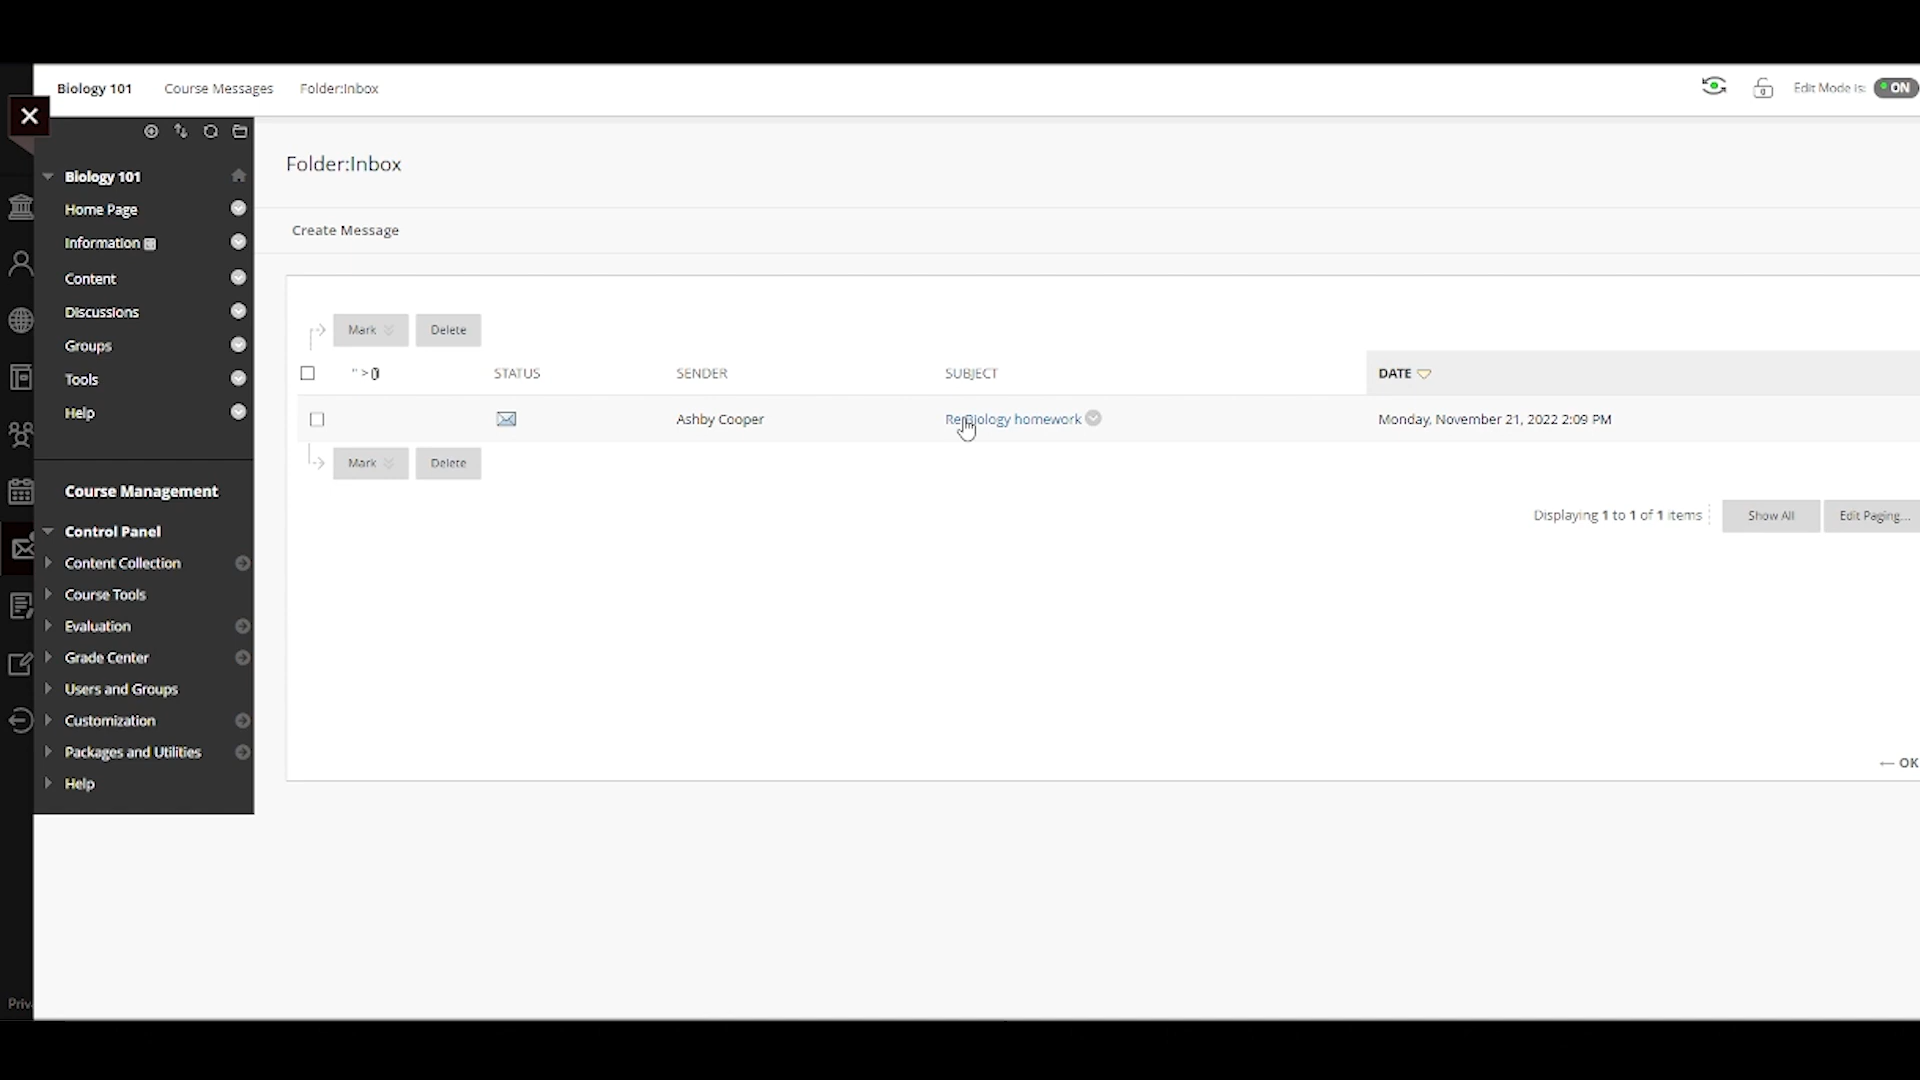 Biology 101 Course Messages Folder:Inbox Edit Mode is: ON
Biology 101
Home Page
Information
Content
Discussions
Groups
Tools
Help
Course Management
Control Panel
Content Collection
Course Tools
Evaluation
Grade Center
Users and Groups
Customization
Packages and Utilities
Help
Folder:Inbox
Create Message
Mark Delete
STATUS SENDER SUBJECT DATE
Ashby Cooper Re:Biology homework Monday, November 21, 2022 2:09 PM
Mark Delete
Displaying 1 to 1 of 1 items Show All Edit Paging...
← OK